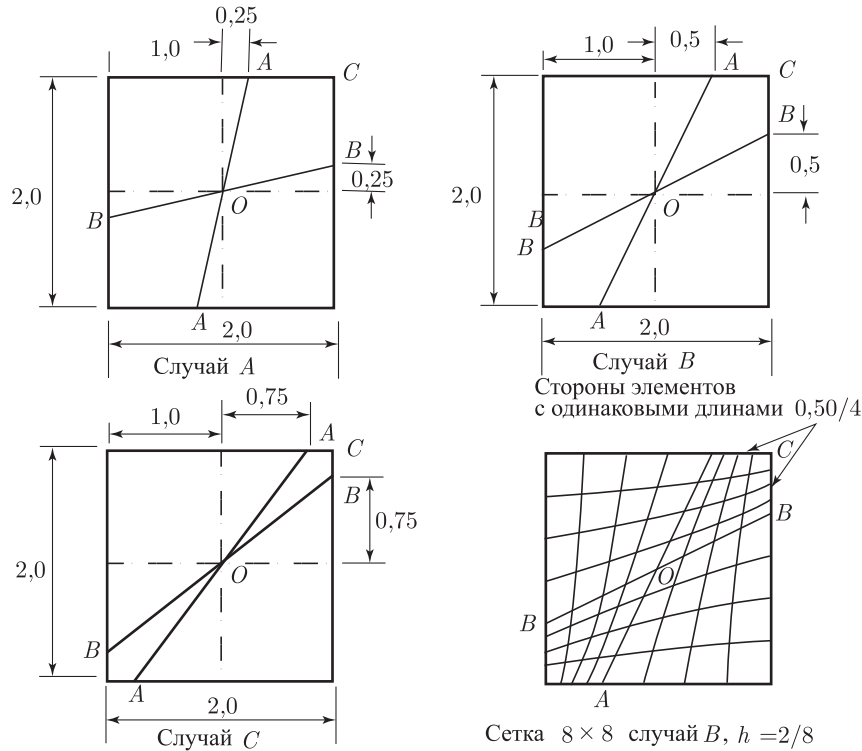 0,25
1,0
A
C
2,0
B
0,25
O
B
A
2,0
Случай A
1,0
0,5
A
C
B
2,0
0,5
O
B
B
A
2,0
Случай B
0,75
1,0
A
C
B
0,75
2,0
O
B
A
2,0
Случай C
Стороны элементов
с одинаковыми длинами 0,50/4
C
B
O
B
A
Сетка 8×8 случай B, h=2/8